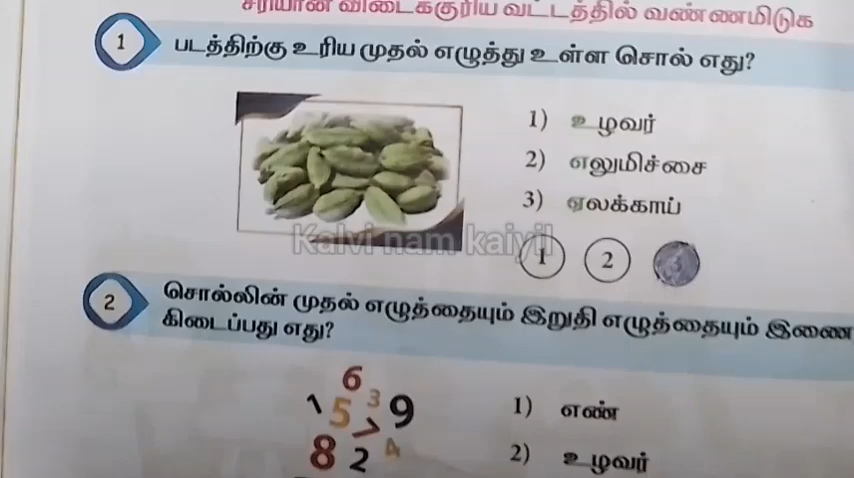 சரியான விடைக்குரிய வட்டத்தில் வண்ணமிடுக
1 படத்திற்கு உரிய முதல் எழுத்து உள்ள சொல் எது?
1) உழவர்
2) எலுமிச்சை
3) ஏலக்காய்
Kalvi nam kaiyil
1 2 3
2 சொல்லின் முதல் எழுத்தையும் இறுதி எழுத்தையும் இணை
கிடைப்பது எது?
6
1 5 3 9
7
8 2 4
1) எண்
2) உழவர்